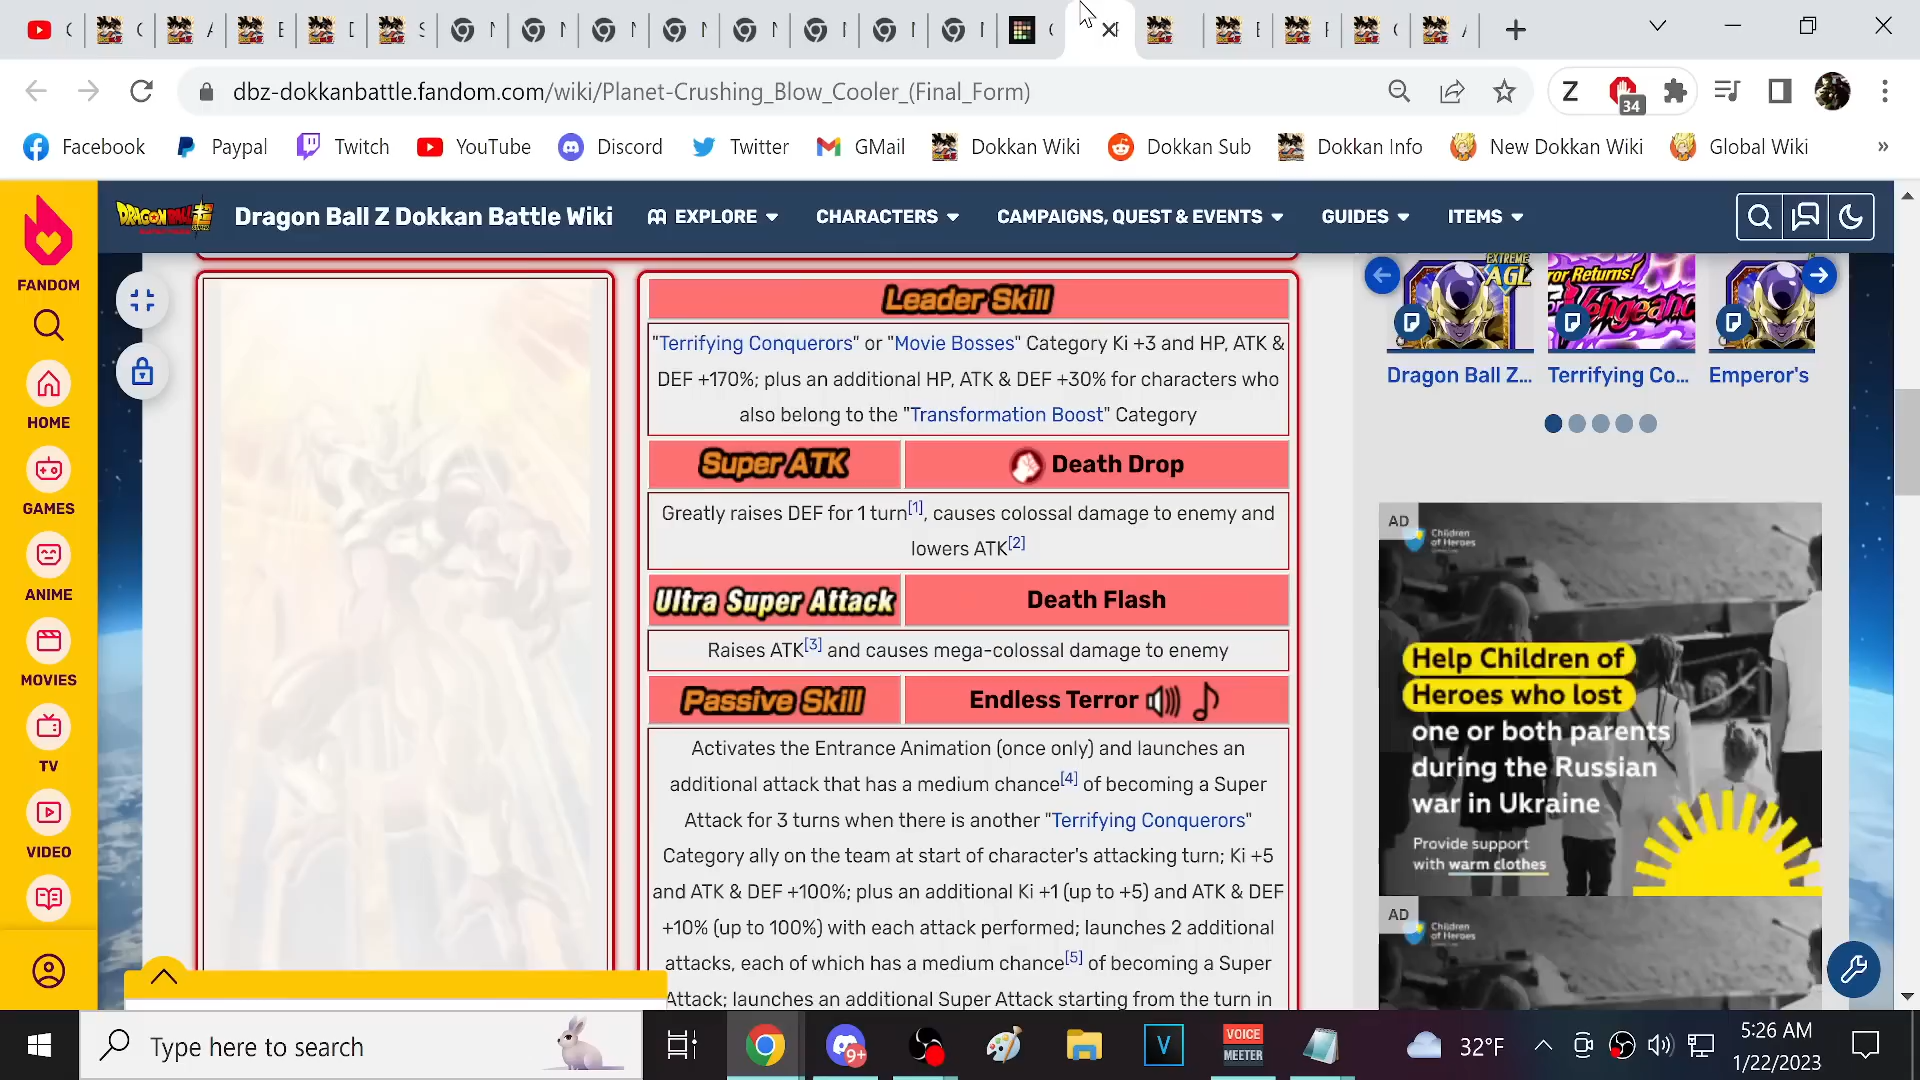 dbz-dokkanbattle.fandom.com/wiki/Planet-Crushing_Blow_Cooler_(Final_Form)
34
Facebook Paypal Twitch YouTube Discord Twitter GMail Dokkan Wiki Dokkan Sub Dokkan Info New Dokkan Wiki Global Wiki »
Dragon Ball Z Dokkan Battle Wiki EXPLORE CHARACTERS CAMPAIGNS, QUEST & EVENTS GUIDES ITEMS
FANDOM
HOME
GAMES
ANIME
MOVIES
TV
VIDEO
Leader Skill
"Terrifying Conquerors" or "Movie Bosses" Category Ki +3 and HP, ATK &
DEF +170%; plus an additional HP, ATK & DEF +30% for characters who
also belong to the "Transformation Boost" Category
Super ATK Death Drop
Greatly raises DEF for 1 turn[1], causes colossal damage to enemy and
lowers ATK[2]
Ultra Super Attack Death Flash
Raises ATK[3] and causes mega-colossal damage to enemy
Passive Skill Endless Terror
Activates the Entrance Animation (once only) and launches an
additional attack that has a medium chance[4] of becoming a Super
Attack for 3 turns when there is another "Terrifying Conquerors"
Category ally on the team at start of character's attacking turn; Ki +5
and ATK & DEF +100%; plus an additional Ki +1 (up to +5) and ATK & DEF
+10% (up to 100%) with each attack performed; launches 2 additional
attacks, each of which has a medium chance[5] of becoming a Super
Attack; launches an additional Super Attack starting from the turn in
EXTREME
AGL
ror Returns!
Vengeance
Dragon Ball Z... Terrifying Co... Emperor's
AD
Children
of Heroes
Help Children of
Heroes who lost
one or both parents
during the Russian
war in Ukraine
Provide support
with warm clothes
AD
Children
of Heroes
Type here to search
9+
V
VOICE
MEETER
32°F
5:26 AM
1/22/2023